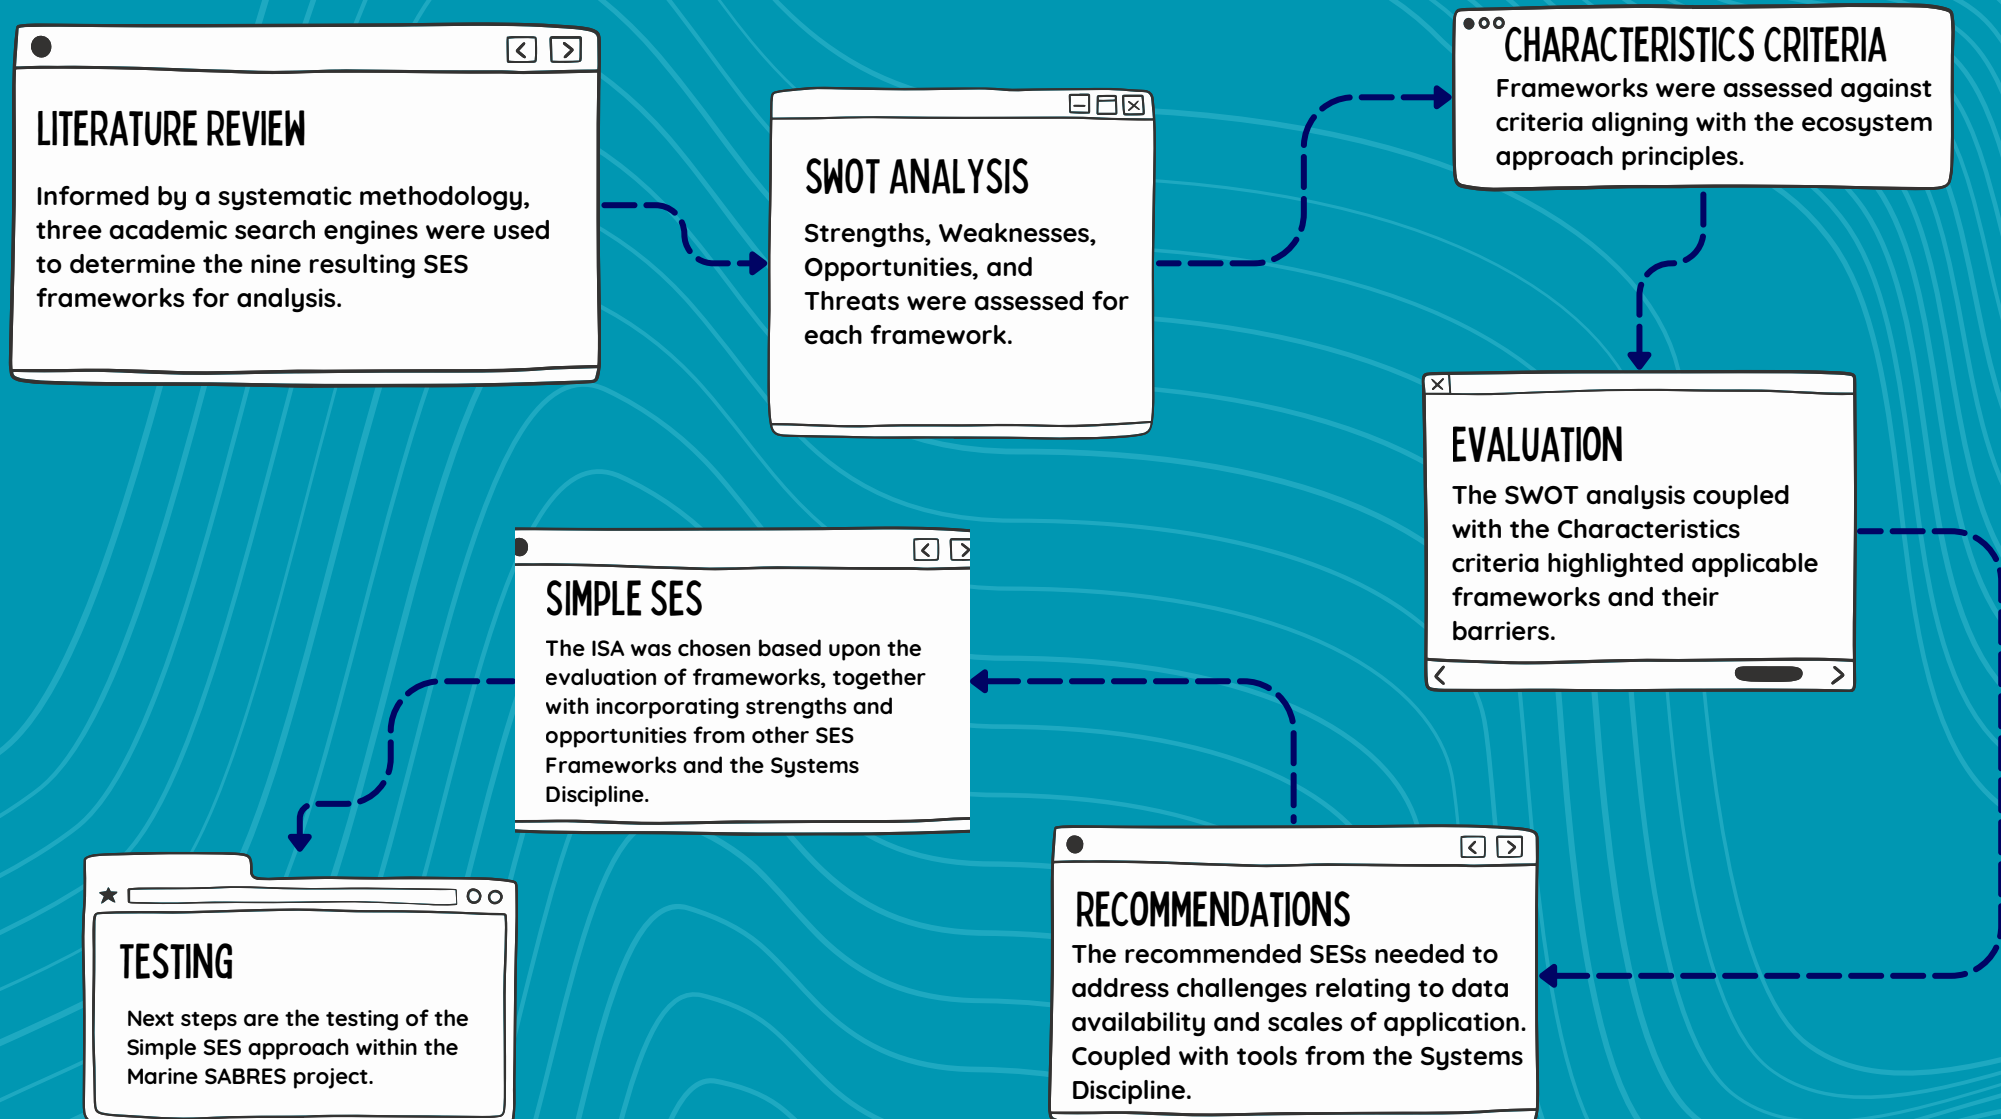 LITERATURE REVIEW
Informed by a systematic methodology,
three academic search engines were used
to determine the nine resulting SES
frameworks for analysis.
SWOT ANALYSIS
Strengths, Weaknesses,
Opportunities, and
Threats were assessed for
each framework.
CHARACTERISTICS CRITERIA
Frameworks were assessed against
criteria aligning with the ecosystem
approach principles.
EVALUATION
The SWOT analysis coupled
with the Characteristics
criteria highlighted applicable
frameworks and their
barriers.
RECOMMENDATIONS
The recommended SESs needed to
address challenges relating to data
availability and scales of application.
Coupled with tools from the Systems
Discipline.
SIMPLE SES
The ISA was chosen based upon the
evaluation of frameworks, together
with incorporating strengths and
opportunities from other SES
Frameworks and the Systems
Discipline.
TESTING
Next steps are the testing of the
Simple SES approach within the
Marine SABRES project.